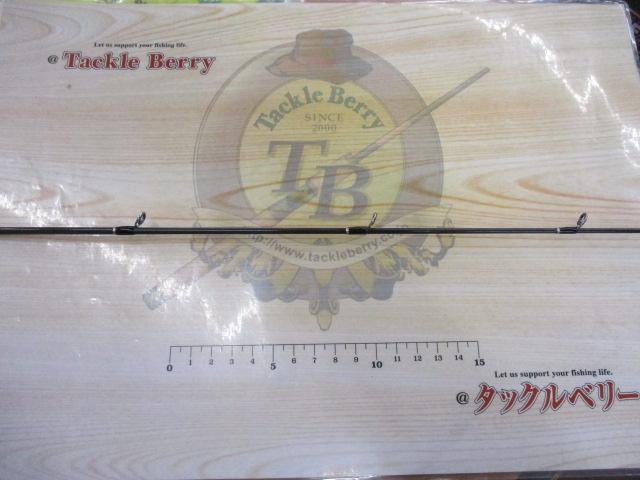 Let us support your fishing life.
@ Tackle Berry
Tackle Berry
SINCE
2000
TB
http://www.tackleberry.co.jp
0 1 2 3 4 5 6 7 8 9 10 11 12 13 14 15
Let us support your fishing life.
@ タックルベリー